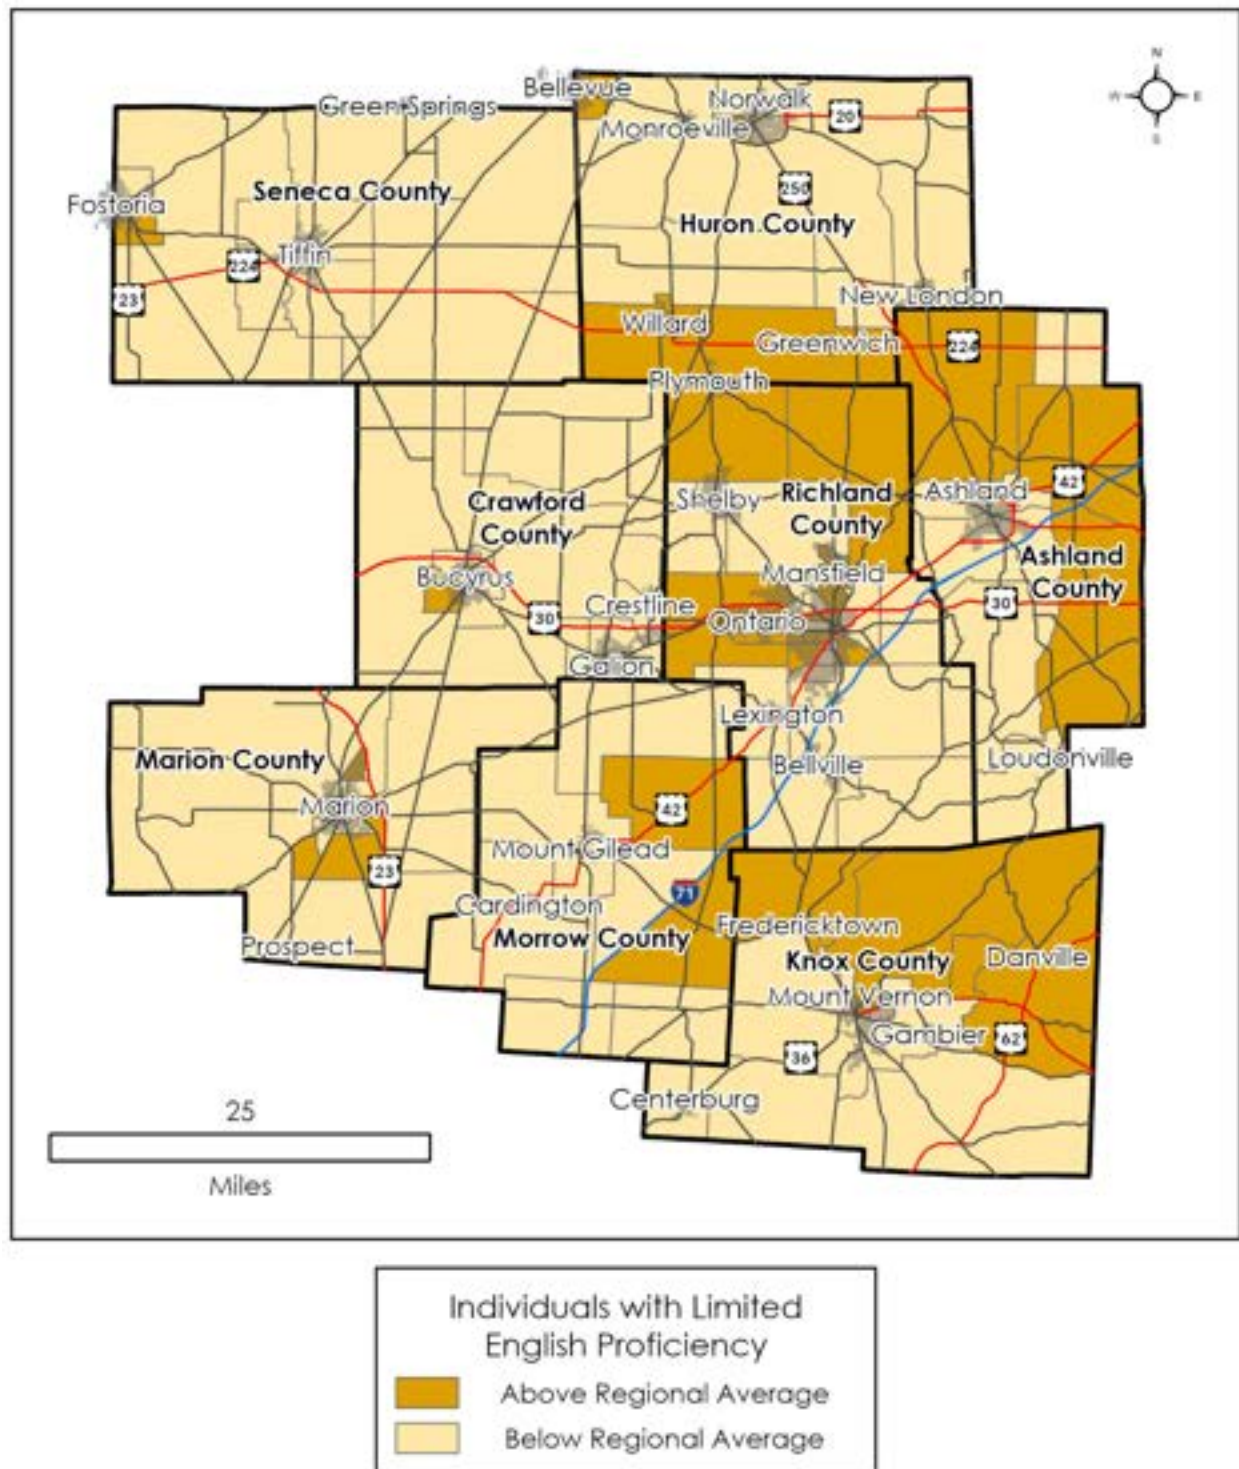 N
W
E
S
Bellevue
Norwalk
Green Springs
20
Monroeville
Seneca County
250
Fostoria
Huron County
Tiffin
224
23
New London
Willard
Greenwich
224
Plymouth
42
Crawford
County
Shelby
Richland
County
Ashland
Ashland
County
Bucyrus
Mansfield
Crestline
30
30
Ontario
Galion
Lexington
Marion County
Bellville
Loudonville
Marion
42
Mount Gilead
23
71
Cardington
Fredericktown
Morrow County
Prospect
Knox County
Danville
Mount Vernon
Gambier
62
36
Centerburg
25
Miles
Individuals with Limited
English Proficiency
Above Regional Average
Below Regional Average